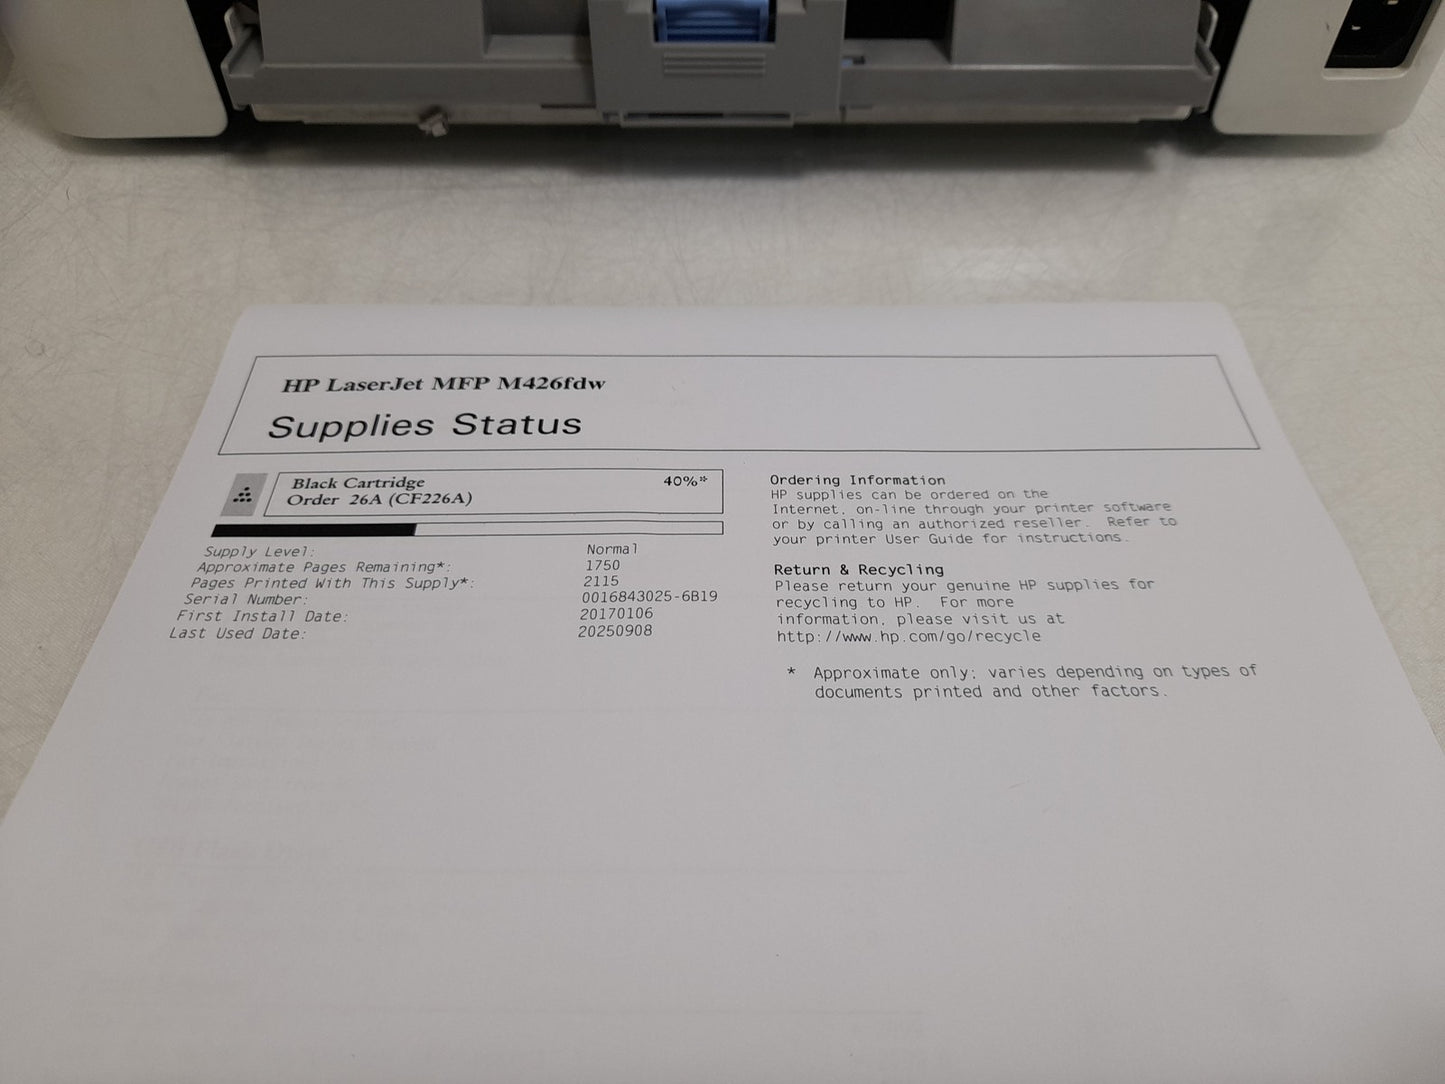 HP LaserJet MFP M426fdw
Supplies Status
Black Cartridge 40%*
Order 26A (CF226A)
Supply Level: Normal
Approximate Pages Remaining*: 1750
Pages Printed With This Supply*: 2115
Serial Number: 0016843025-6B19
First Install Date: 20170106
Last Used Date: 20250908
Ordering Information
HP supplies can be ordered on the
Internet, on-line through your printer software
or by calling an authorized reseller. Refer to
your printer User Guide for instructions.
Return & Recycling
Please return your genuine HP supplies for
recycling to HP. For more
information, please visit us at
http://www.hp.com/go/recycle
* Approximate only; varies depending on types of
documents printed and other factors.